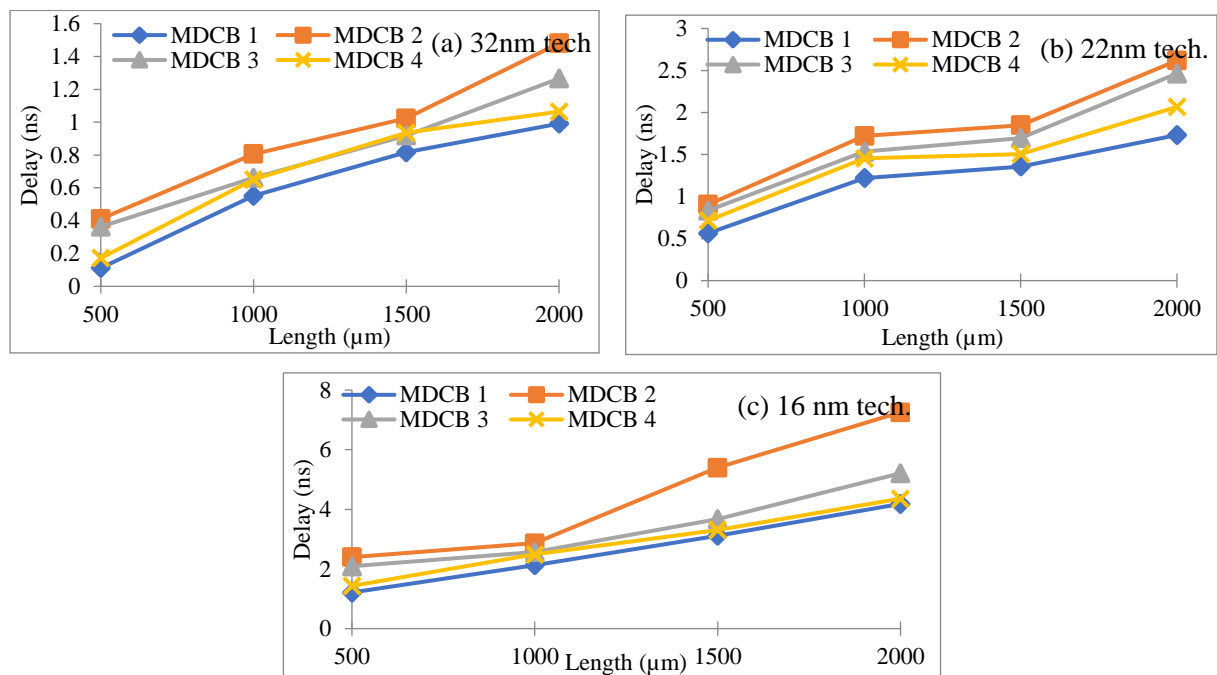 1.6
1.4
1.2
1
0.8
0.6
0.4
0.2
0
Delay (ns)
MDCB 1 MDCB 2
MDCB 3 MDCB 4
(a) 32nm tech
500 1000 1500 2000
Length (µm)
3
2.5
2
1.5
1
0.5
0
Delay (ns)
MDCB 1 MDCB 2
MDCB 3 MDCB 4
(b) 22nm tech.
500 1000 1500 2000
Length (µm)
8
6
4
2
0
Delay (ns)
MDCB 1 MDCB 2
MDCB 3 MDCB 4
(c) 16 nm tech.
500 1000 1500 2000
Length (µm)